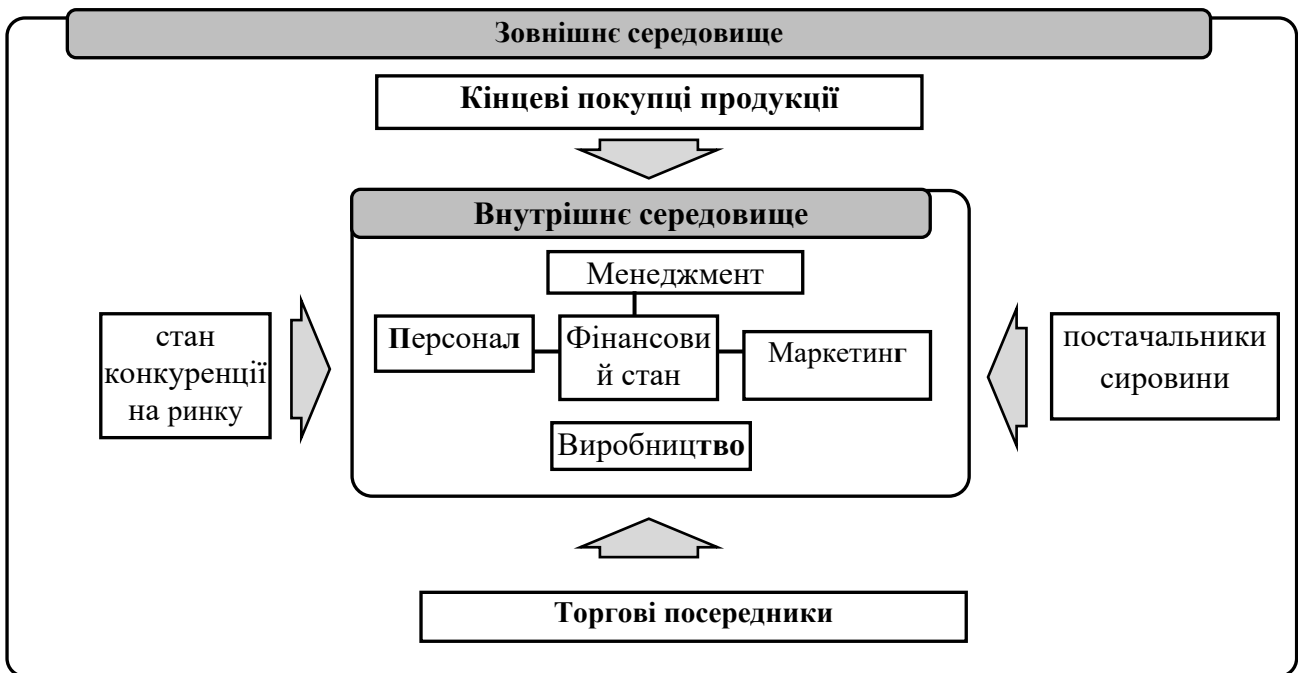 Зовнішнє середовище
Кінцеві покупці продукції
Внутрішнє середовище
Менеджмент
стан
конкуренції
на ринку
Персонал
Фінансови
й стан
Маркетинг
постачальники
сировини
Виробництво
Торгові посередники